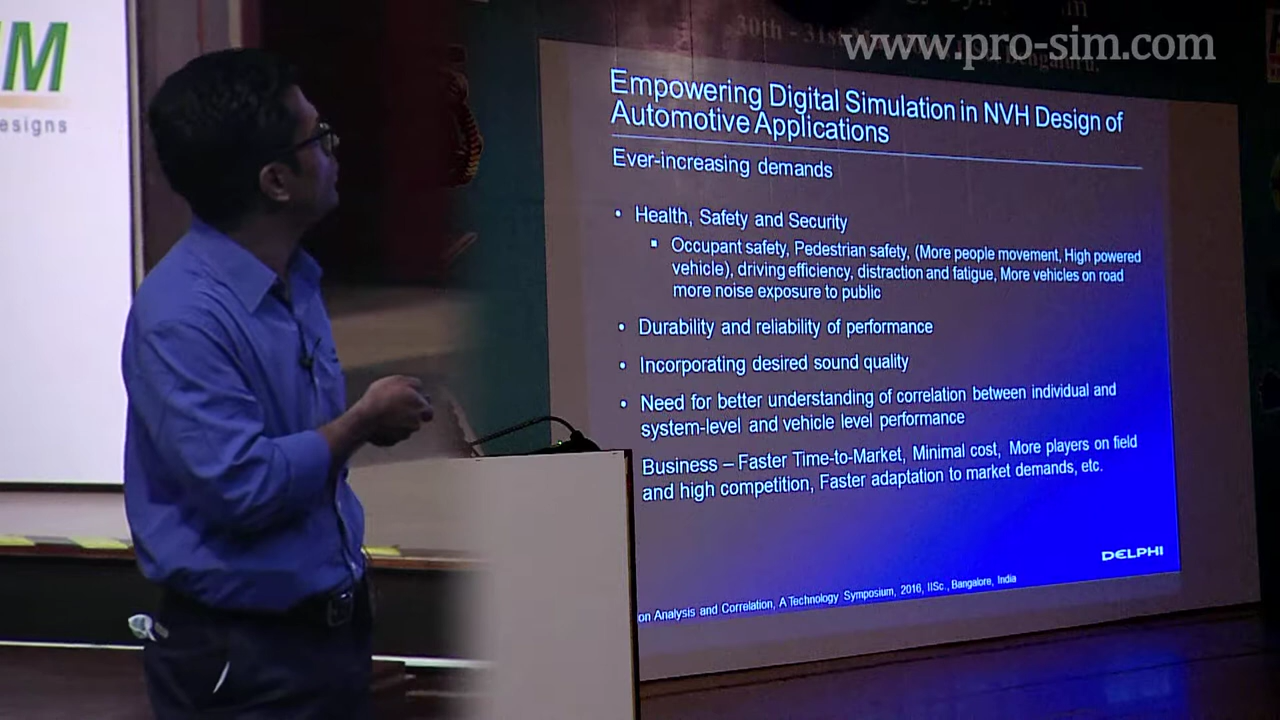 www.pro-sim.com
30th - 31st
Bengaluru.
IM
esigns
Empowering Digital Simulation in NVH Design of
Automotive Applications
Ever-increasing demands
• Health, Safety and Security
▪ Occupant safety, Pedestrian safety, (More people movement, High powered
vehicle), driving efficiency, distraction and fatigue, More vehicles on road
more noise exposure to public
• Durability and reliability of performance
• Incorporating desired sound quality
• Need for better understanding of correlation between individual and
system-level and vehicle level performance
Business – Faster Time-to-Market, Minimal cost, More players on field
and high competition, Faster adaptation to market demands, etc.
DELPHI
on Analysis and Correlation, A Technology Symposium, 2016, IISc., Bangalore, India